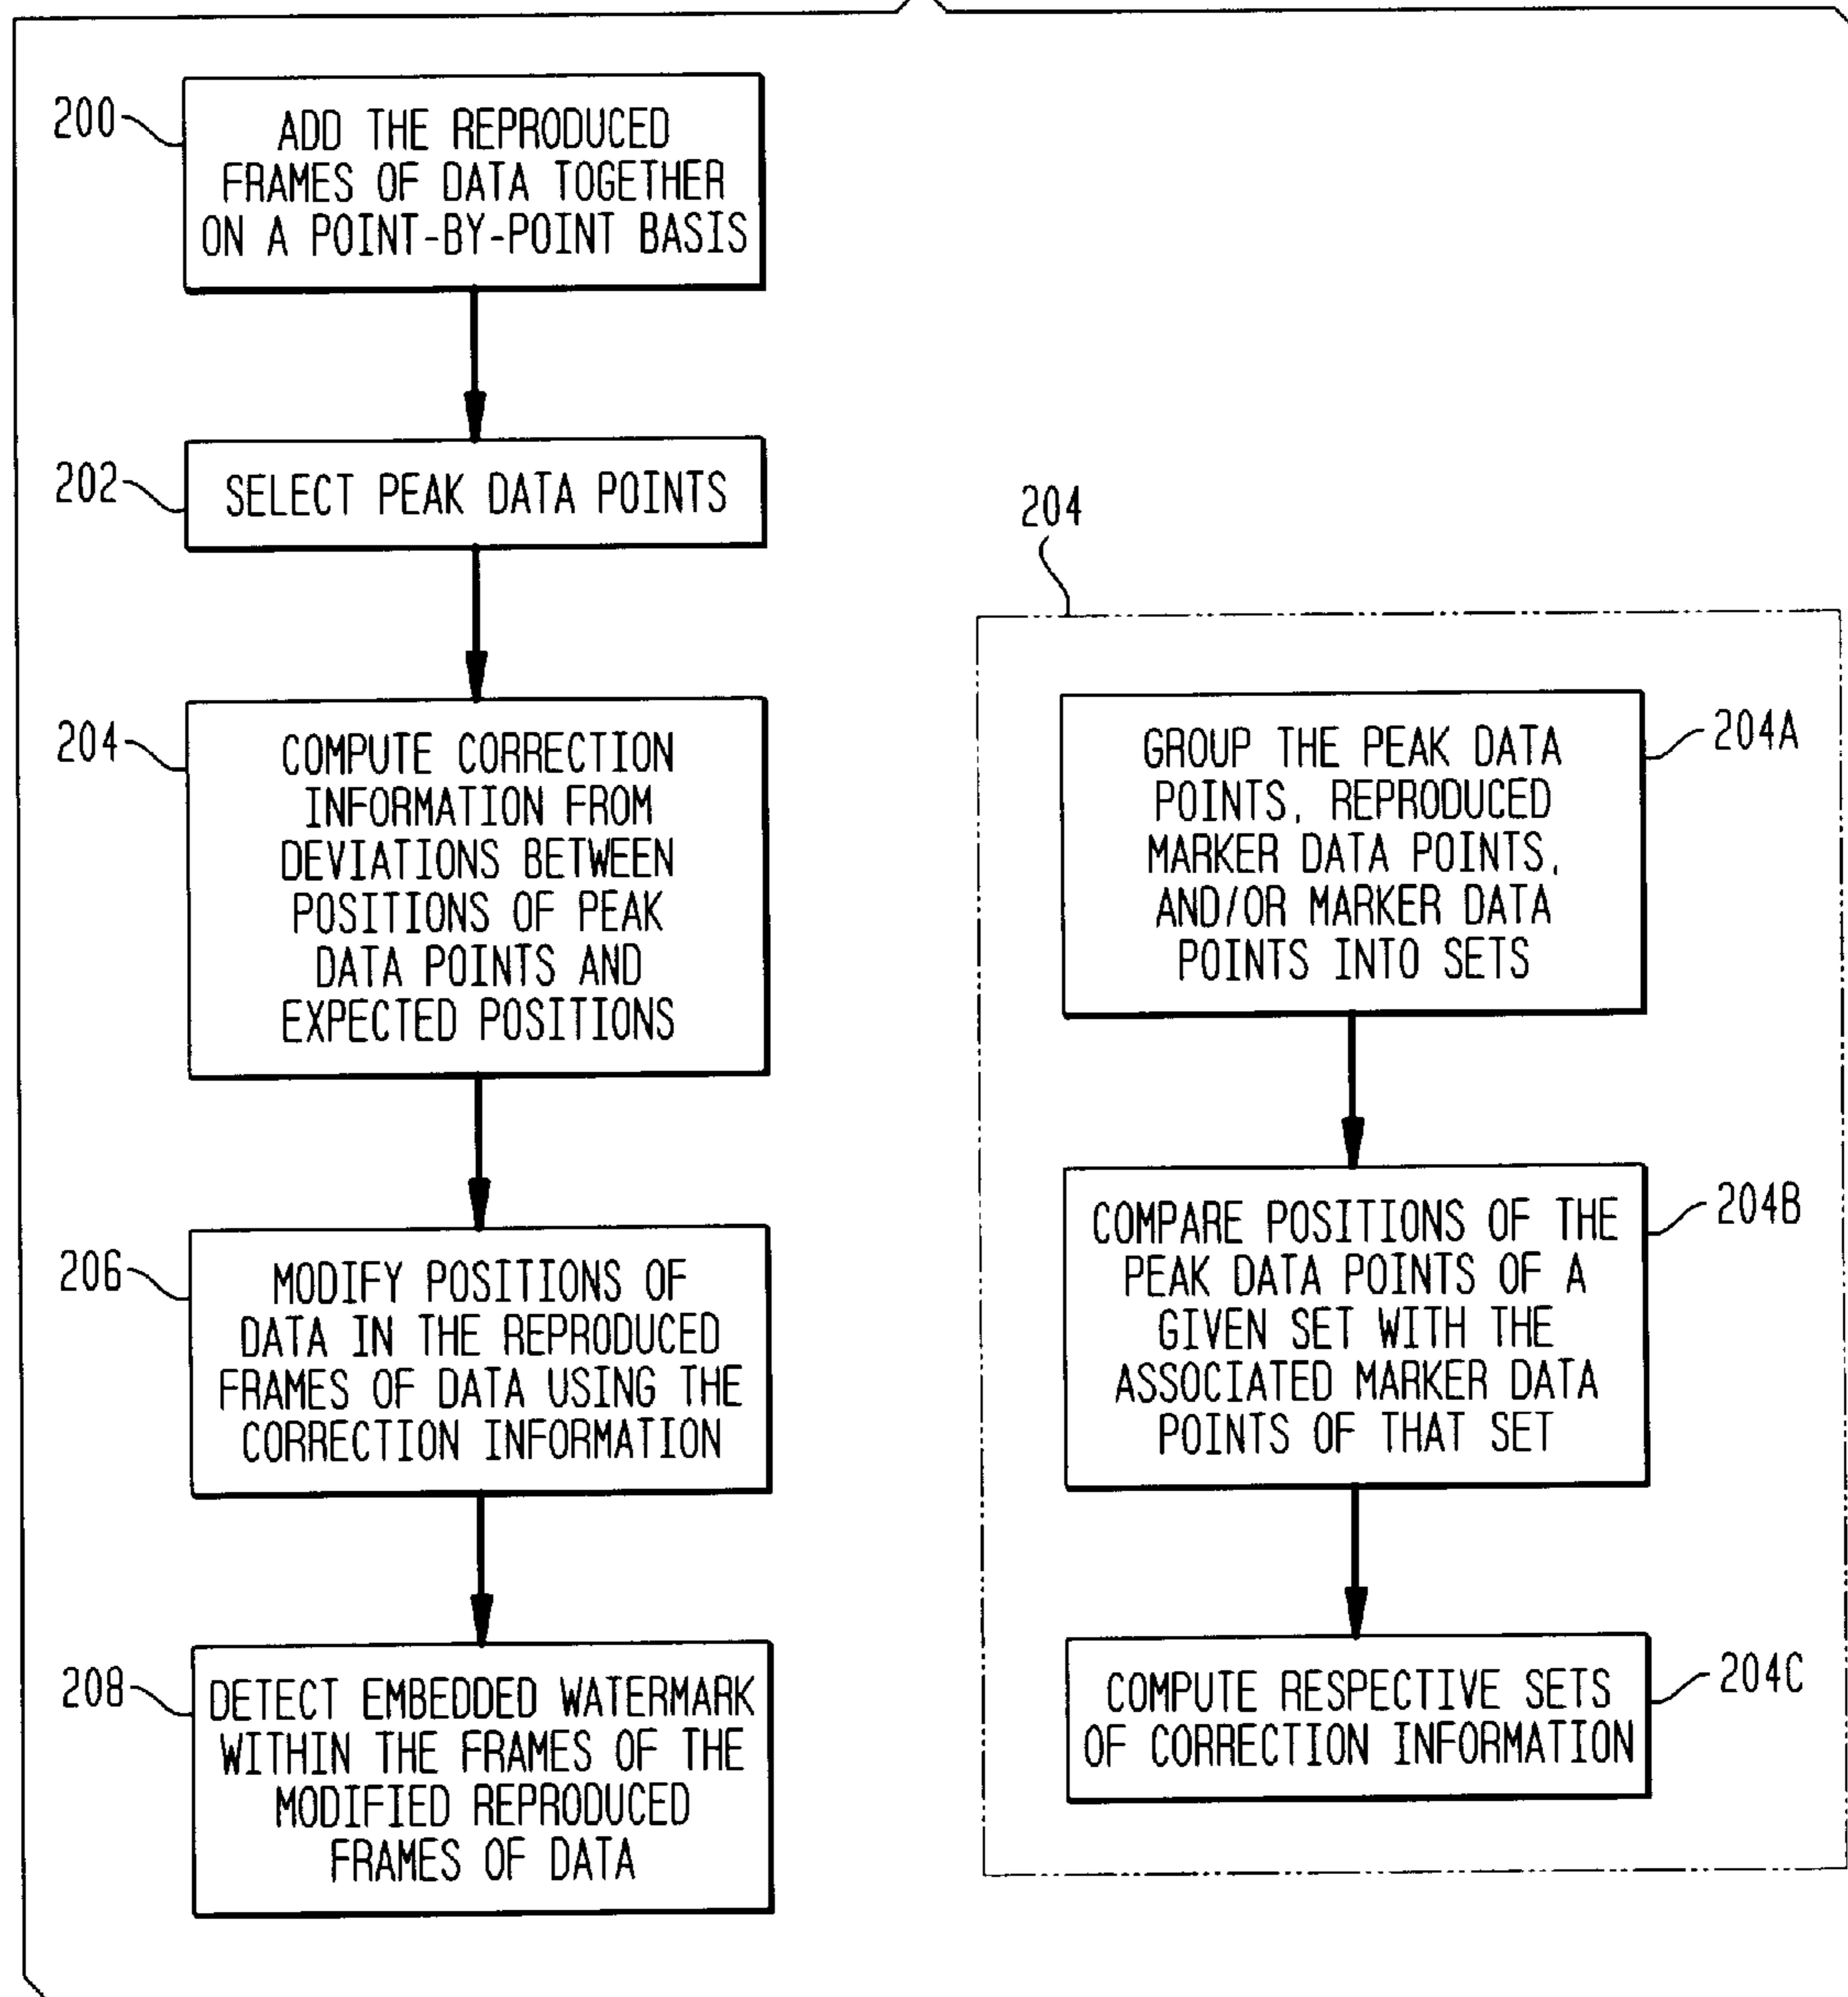 200
ADD THE REPRODUCED
FRAMES OF DATA TOGETHER
ON A POINT-BY-POINT BASIS
202
SELECT PEAK DATA POINTS
204
COMPUTE CORRECTION
INFORMATION FROM
DEVIATIONS BETWEEN
POSITIONS OF PEAK
DATA POINTS AND
EXPECTED POSITIONS
206
MODIFY POSITIONS OF
DATA IN THE REPRODUCED
FRAMES OF DATA USING THE
CORRECTION INFORMATION
208
DETECT EMBEDDED WATERMARK
WITHIN THE FRAMES OF THE
MODIFIED REPRODUCED
FRAMES OF DATA
204
204A
GROUP THE PEAK DATA
POINTS, REPRODUCED
MARKER DATA POINTS,
AND/OR MARKER DATA
POINTS INTO SETS
204B
COMPARE POSITIONS OF THE
PEAK DATA POINTS OF A
GIVEN SET WITH THE
ASSOCIATED MARKER DATA
POINTS OF THAT SET
204C
COMPUTE RESPECTIVE SETS
OF CORRECTION INFORMATION